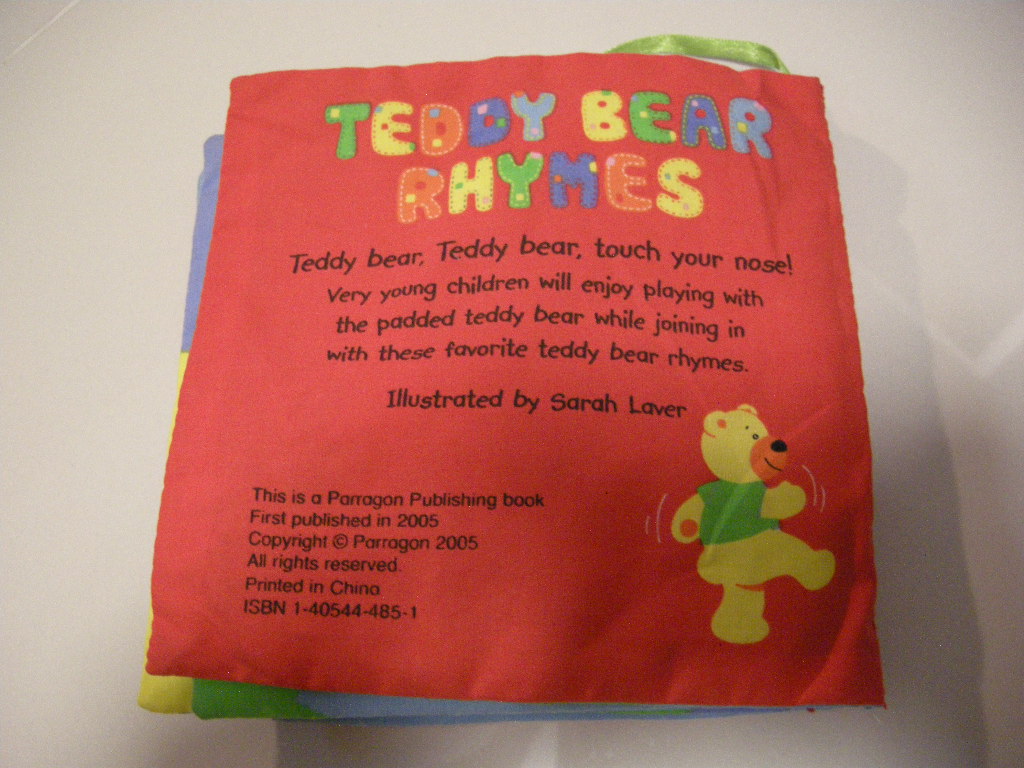 TEDDY BEAR
RHYMES
Teddy bear, Teddy bear, touch your nose!
Very young children will enjoy playing with
the padded teddy bear while joining in
with these favorite teddy bear rhymes.
Illustrated by Sarah Laver
This is a Parragon Publishing book
First published in 2005
Copyright © Parragon 2005
All rights reserved.
Printed in China
ISBN 1-40544-485-1